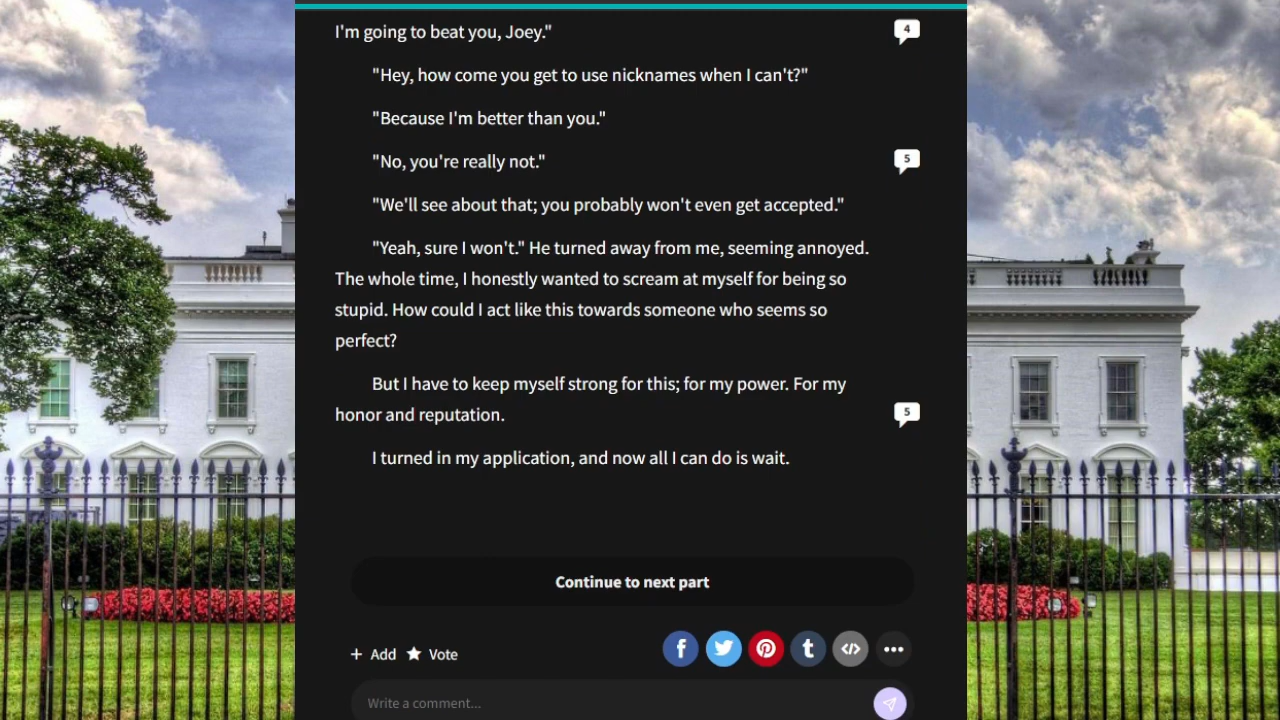 I'm going to beat you, Joey."
4
"Hey, how come you get to use nicknames when I can't?"
"Because I'm better than you."
"No, you're really not."
5
"We'll see about that; you probably won't even get accepted."
"Yeah, sure I won't." He turned away from me, seeming annoyed.
The whole time, I honestly wanted to scream at myself for being so
stupid. How could I act like this towards someone who seems so
perfect?
But I have to keep myself strong for this; for my power. For my
honor and reputation.
5
I turned in my application, and now all I can do is wait.
Continue to next part
+ Add ★ Vote
Write a comment...